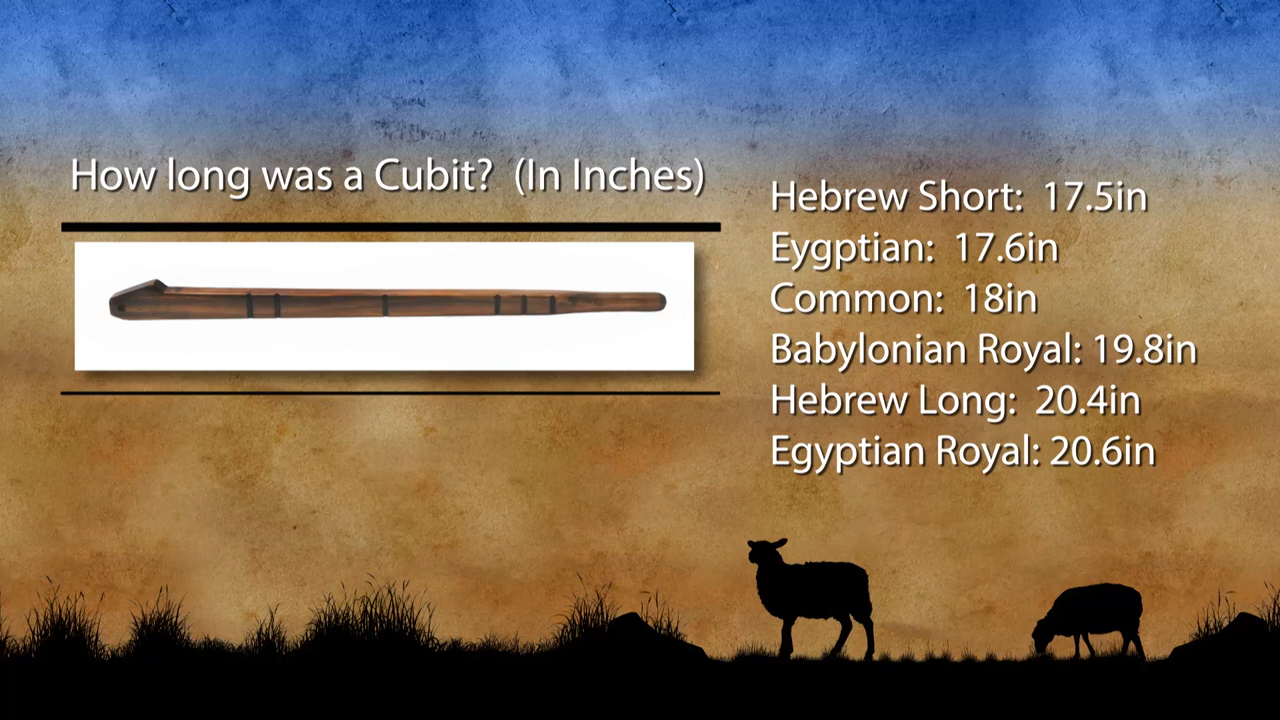 How long was a Cubit?  (In Inches)
Hebrew Short:  17.5in
Eygptian:  17.6in
Common:  18in
Babylonian Royal: 19.8in
Hebrew Long:  20.4in
Egyptian Royal: 20.6in